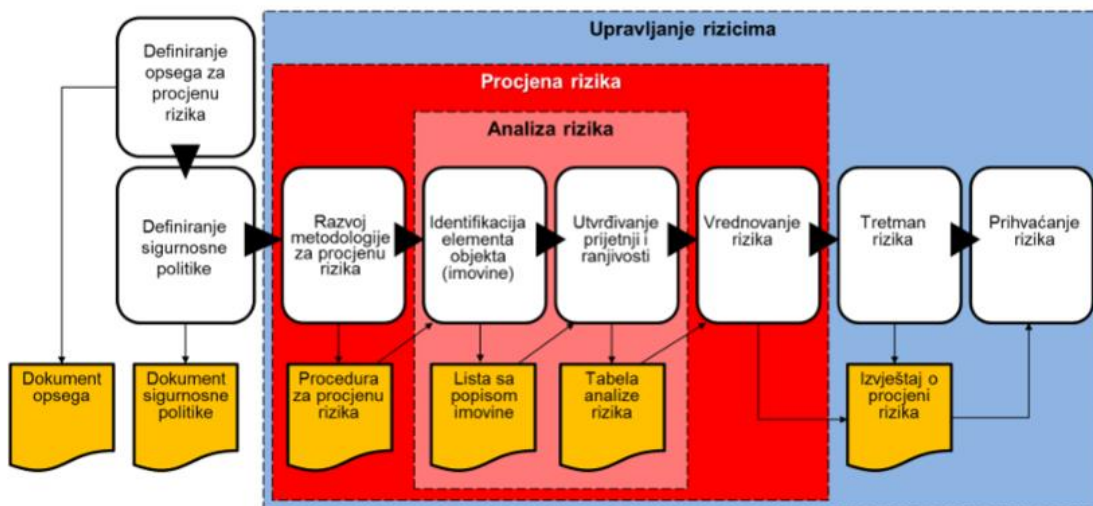 Upravljanje rizicima
Procjena rizika
Analiza rizika
Definiranje
opsega za
procjenu
rizika
Definiranje
sigurnosne
politike
Razvoj
metodologije
za procjenu
rizika
Identifikacija
elementa
objekta
(imovine)
Utvrđivanje
prijetnji i
ranjivosti
Vrednovanje
rizika
Tretman
rizika
Prihvaćanje
rizika
Dokument
opsega
Dokument
sigurnosne
politike
Procedura
za procjenu
rizika
Lista sa
popisom
imovine
Tabela
analize
rizika
Izvještaj o
procjeni
rizika